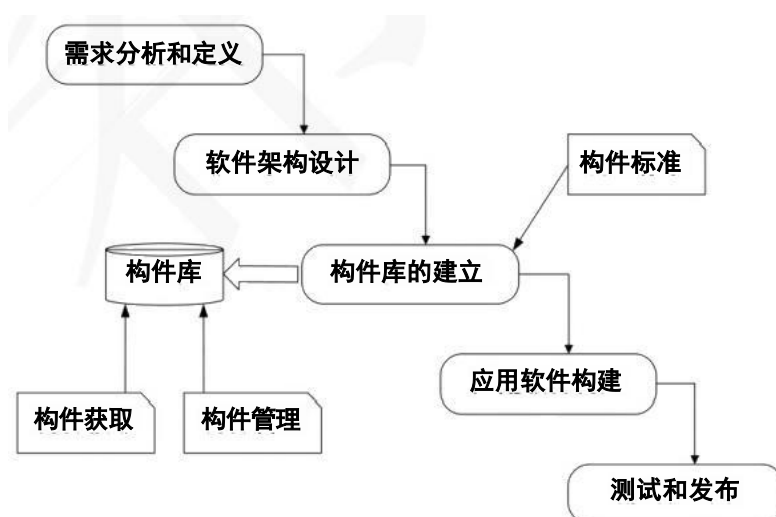 需求分析和定义
软件架构设计
构件标准
构件库
构件库的建立
应用软件构建
构件获取
构件管理
测试和发布